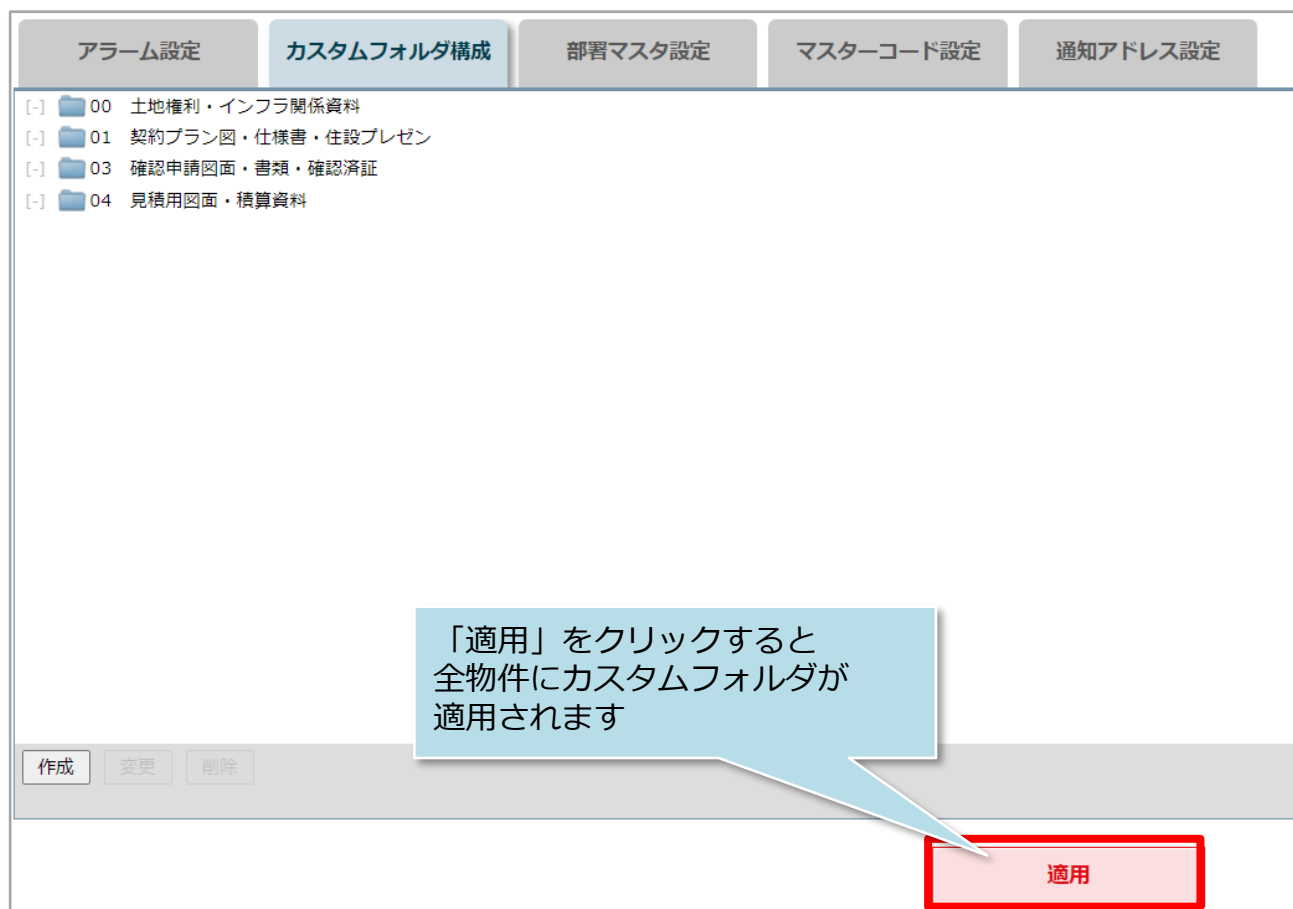 アラーム設定 カスタムフォルダ構成 部署マスタ設定 マスターコード設定 通知アドレス設定
[-] 00 土地権利・インフラ関係資料
[-] 01 契約プラン図・仕様書・住設プレゼン
[-] 03 確認申請図面・書類・確認済証
[-] 04 見積用図面・積算資料
「適用」をクリックすると
全物件にカスタムフォルダが
適用されます
作成 変更 削除
適用